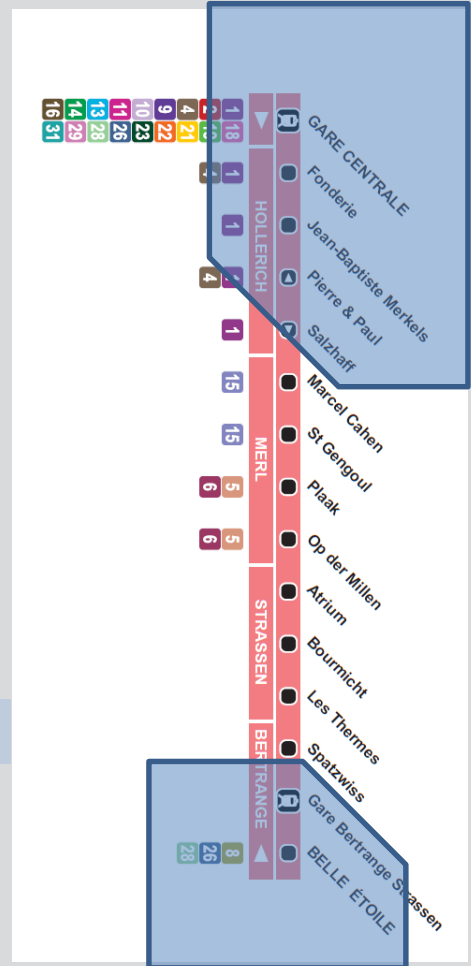 16 14 13 11 10 9 4 2 1
31 29 28 26 23 22 21 18
GARE CENTRALE
4 1
Fonderie
HOLLERICH
1
Jean-Baptiste Merkels
4 1
Pierre & Paul
1
Salzhaff
15
Marcel Cahen
MERL
15
St Gengoul
6 5
Plaak
6 5
Op der Millen
STRASSEN
Atrium
Bourmicht
Les Thermes
BERTRANGE
Spatzwiss
Gare Bertrange Strassen
28 26 8
BELLE ÉTOILE